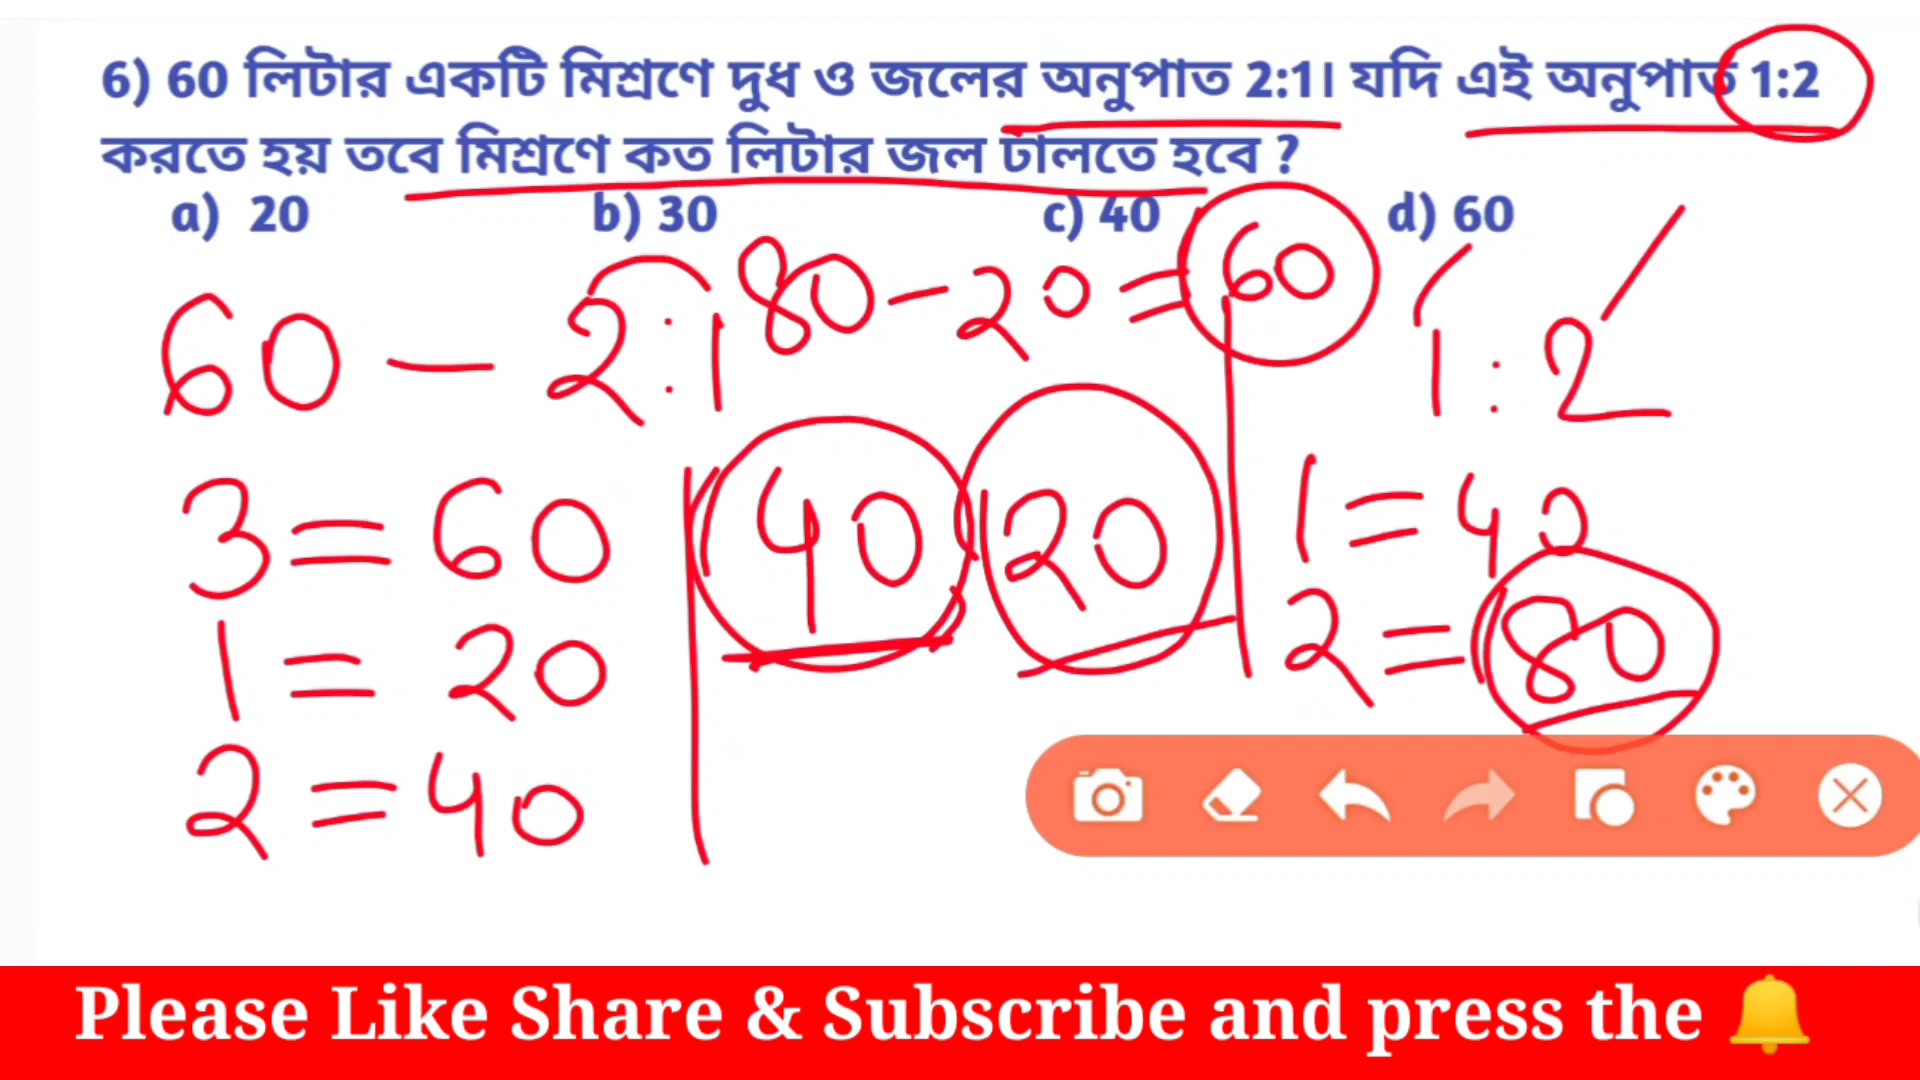 6) 60 লিটার একটি মিশ্রণে দুধ ও জলের অনুপাত 2:1। যদি এই অনুপাত 1:2
করতে হয় তবে মিশ্রণে কত লিটার জল ঢালতে হবে ?
a) 20 b) 30 c) 40 d) 60
80-20=60
60-2:1
1:2
3=60
40 20
1=40
1=20
2=80
2=40
Please Like Share & Subscribe and press the 🔔